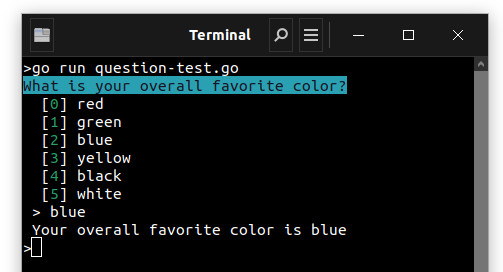 Terminal
>go run question-test.go
What is your overall favorite color?
[0] red
[1] green
[2] blue
[3] yellow
[4] black
[5] white
> blue
Your overall favorite color is blue
>